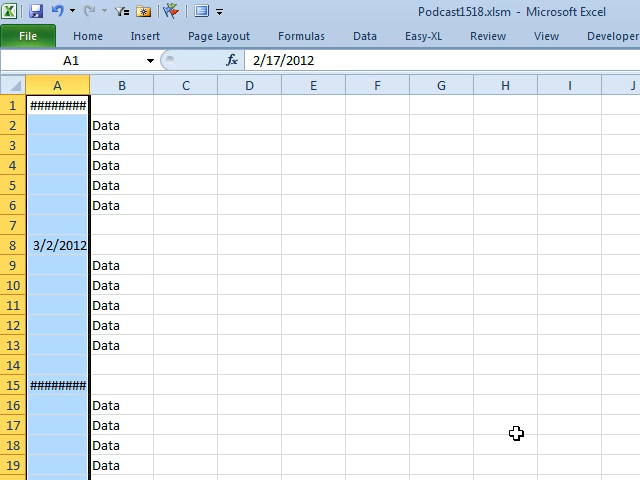 Podcast1518.xlsm - Microsoft Excel
File Home Insert Page Layout Formulas Data Easy-XL Review View Developer
A1 fx 2/17/2012
A B C D E F G H I J
1 ########
2 Data
3 Data
4 Data
5 Data
6 Data
7
8 3/2/2012
9 Data
10 Data
11 Data
12 Data
13 Data
14
15 ########
16 Data
17 Data
18 Data
19 Data